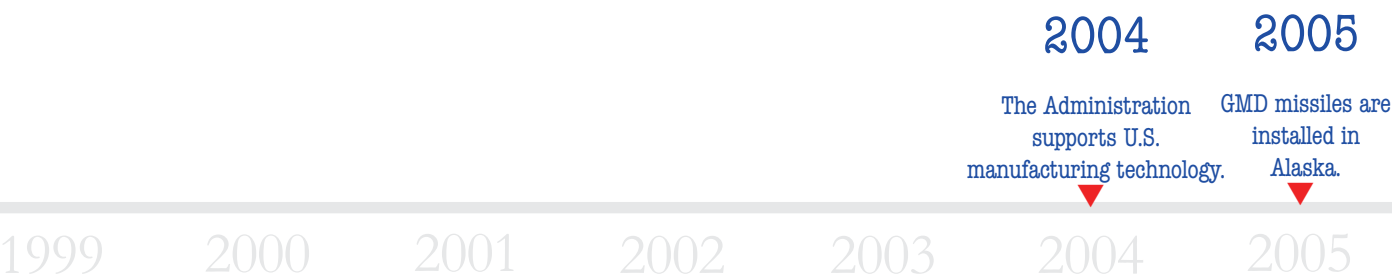 2004
The Administration
supports U.S.
manufacturing technology.
2005
GMD missiles are
installed in
Alaska.
1999 2000 2001 2002 2003 2004 2005